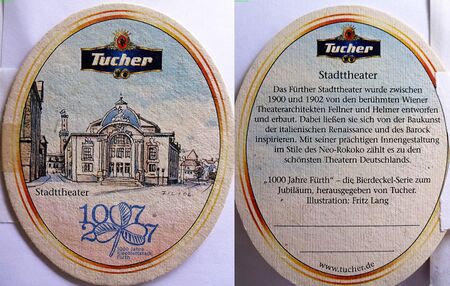 Tucher
Stadttheater
1007
2007
1000 Jahre
Fürth
Tucher
Stadttheater
Das Fürther Stadttheater wurde zwischen
1900 und 1902 von den berühmten Wiener
Theaterarchitekten Fellner und Helmer entworfen
und erbaut. Dabei ließen sie sich von der Baukunst
der italienischen Renaissance und des Barock
inspirieren. Mit seiner prächtigen Innengestaltung
im Stile des Neo-Rokoko zählt es zu den
schönsten Theatern Deutschlands.
„1000 Jahre Fürth“ – die Bierdeckel-Serie zum
Jubiläum, herausgegeben von Tucher.
Illustration: Fritz Lang
www.tucher.de